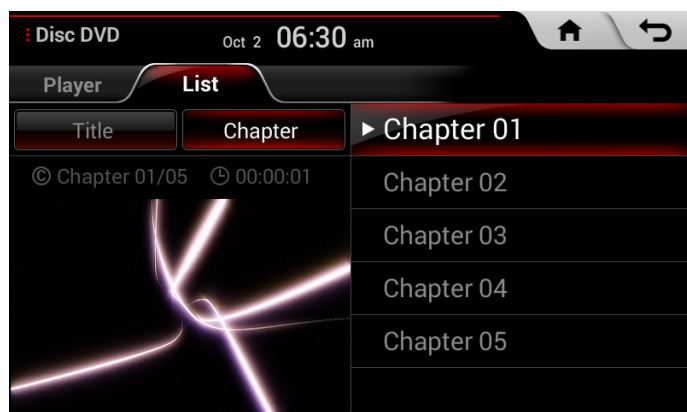 Disc DVD Oct 2 06:30 am
Player List
Title Chapter
© Chapter 01/05 00:00:01
Chapter 01
Chapter 02
Chapter 03
Chapter 04
Chapter 05